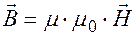 B⃗ = μ · μ₀ · H⃗